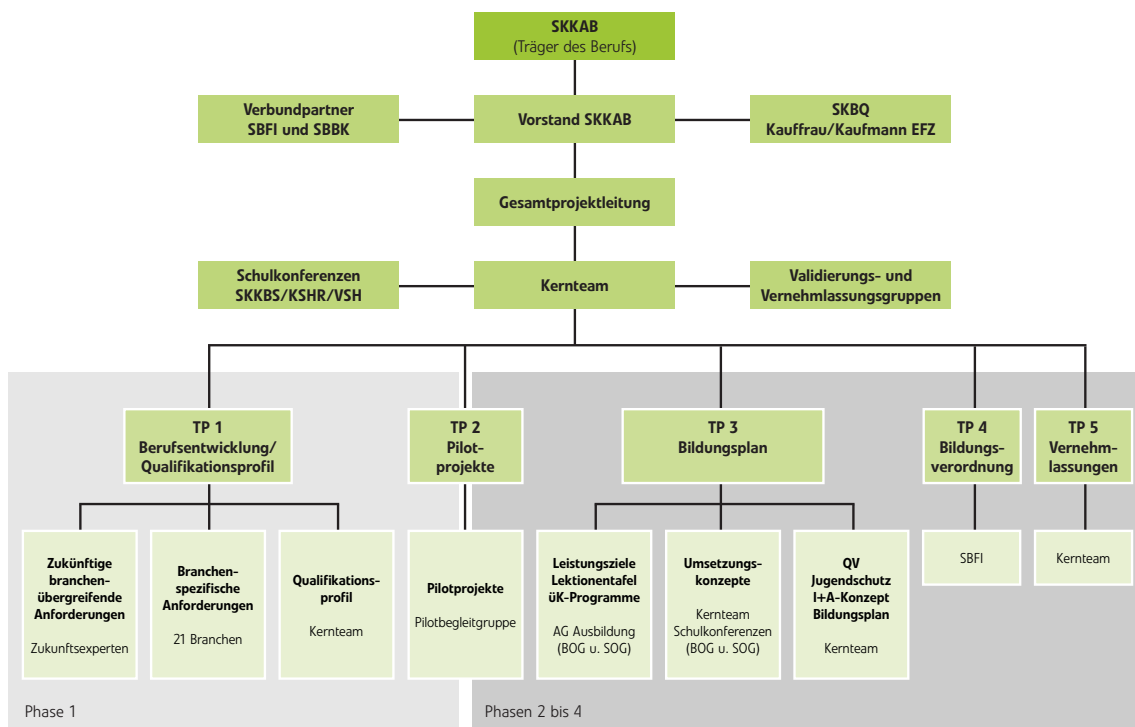 SKKAB
(Träger des Berufs)
Verbundpartner
SBFI und SBBK
Vorstand SKKAB
SKBQ
Kauffrau/Kaufmann EFZ
Gesamtprojektleitung
Schulkonferenzen
SKKBS/KSHR/VSH
Kernteam
Validierungs- und
Vernehmlassungsgruppen
TP 1
Berufsentwicklung/
Qualifikationsprofil
TP 2
Pilot-
projekte
TP 3
Bildungsplan
TP 4
Bildungs-
verordnung
TP 5
Vernehm-
lassungen
Zukünftige
branchen-
übergreifende
Anforderungen
Zukunftsexperten
Branchen-
spezifische
Anforderungen
21 Branchen
Qualifikations-
profil
Kernteam
Pilotprojekte
Pilotbegleitgruppe
Leistungsziele
Lektionentafel
üK-Programme
AG Ausbildung
(BOG u. SOG)
Umsetzungs-
konzepte
Kernteam
Schulkonferenzen
(BOG u. SOG)
QV
Jugendschutz
I+A-Konzept
Bildungsplan
Kernteam
SBFI
Kernteam
Phase 1
Phasen 2 bis 4